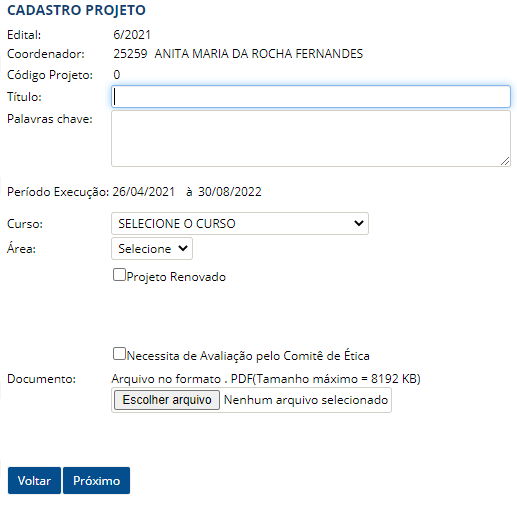 CADASTRO PROJETO
Edital: 6/2021
Coordenador: 25259 ANITA MARIA DA ROCHA FERNANDES
Código Projeto: 0
Título:
Palavras chave:
Período Execução: 26/04/2021 à 30/08/2022
Curso: SELECIONE O CURSO
Área: Selecione
Projeto Renovado
Necessita de Avaliação pelo Comitê de Ética
Documento: Arquivo no formato . PDF(Tamanho máximo = 8192 KB)
Escolher arquivo Nenhum arquivo selecionado
Voltar Próximo